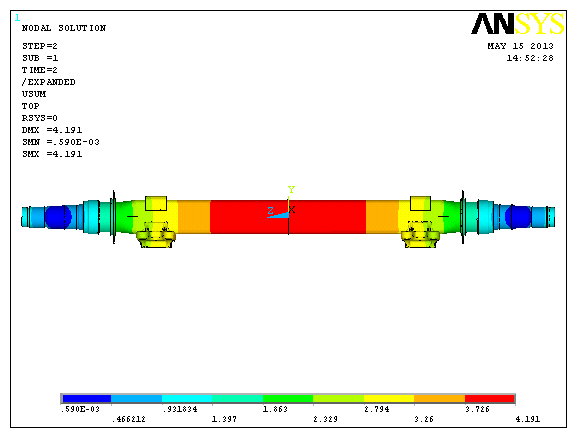 1
ANSYS
NODAL SOLUTION
MAY 15 2013
14:52:28
STEP=2
SUB =1
TIME=2
/EXPANDED
USUM
TOP
RSYS=0
DMX =4.191
SMN =.590E-03
SMX =4.191
Y
Z X
.590E-03 .931834 1.863 2.794 3.726
.466212 1.397 2.329 3.26 4.191